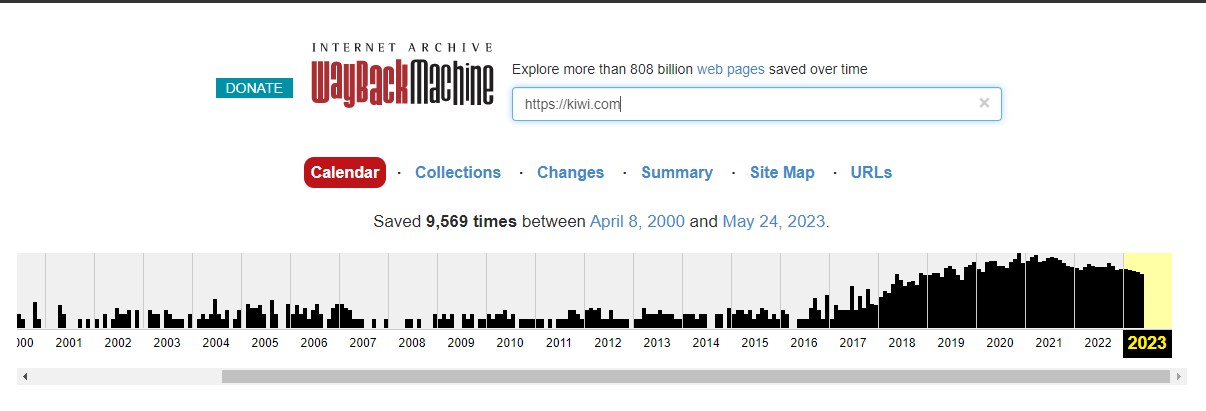 INTERNET ARCHIVE
WayBackMachine
DONATE
Explore more than 808 billion web pages saved over time
https://kiwi.com
×
Calendar · Collections · Changes · Summary · Site Map · URLs
Saved 9,569 times between April 8, 2000 and May 24, 2023.
000 2001 2002 2003 2004 2005 2006 2007 2008 2009 2010 2011 2012 2013 2014 2015 2016 2017 2018 2019 2020 2021 2022 2023